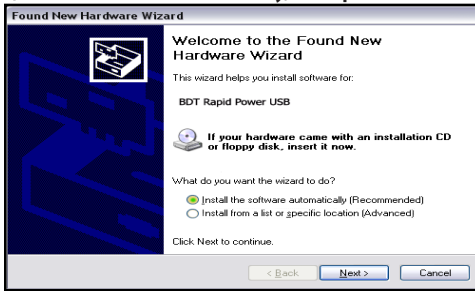 Found New Hardware Wizard
Welcome to the Found New
Hardware Wizard
This wizard helps you install software for:
BDT Rapid Power USB
If your hardware came with an installation CD
or floppy disk, insert it now.
What do you want the wizard to do?
Install the software automatically (Recommended)
Install from a list or specific location (Advanced)
Click Next to continue.
< Back Next > Cancel